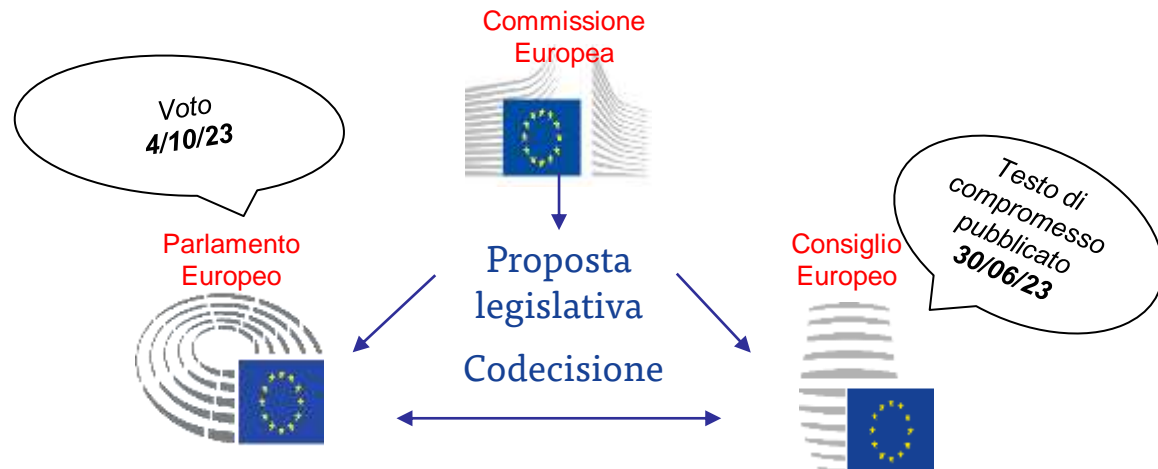 Commissione
Europea
Voto
4/10/23
Testo di
compromesso
pubblicato
30/06/23
Parlamento
Europeo
Proposta
legislativa
Consiglio
Europeo
Codecisione